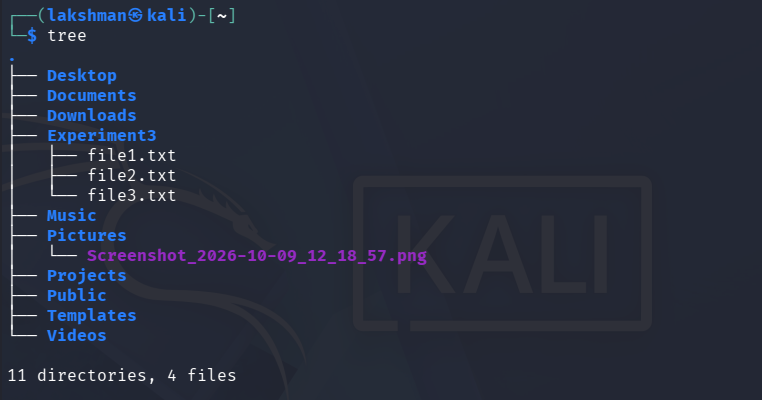 ┌──(lakshman㉿kali)-[~]
└─$ tree
.
├── Desktop
├── Documents
├── Downloads
├── Experiment3
│   ├── file1.txt
│   ├── file2.txt
│   └── file3.txt
├── Music
├── Pictures
│   └── Screenshot_2026-10-09_12_18_57.png
├── Projects
├── Public
├── Templates
└── Videos

11 directories, 4 files
KALI